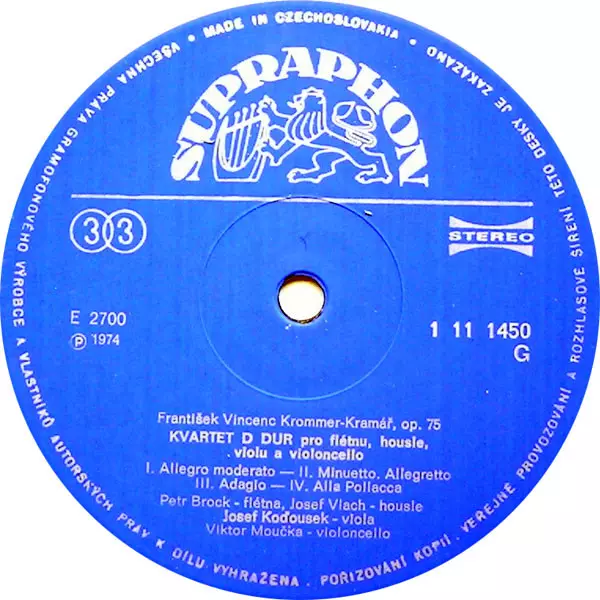 VŠECHNA PRÁVA GRAMOFONOVÉHO VÝROBCE A VLASTNÍKŮ AUTORSKÝCH PRÁV K DÍLU VYHRAŽENA . POŘIZOVÁNÍ KOPIÍ . VEŘEJNÉ PROVOZOVÁNÍ A ROZHLASOVÉ ŠÍŘENÍ TÉTO DESKY JE ZAKÁZÁNO
• MADE IN CZECHOSLOVAKIA •
SUPRAPHON
33
STEREO
E 2700
1 11 1450
Ⓟ 1974
G
František Vincenc Krommer-Kramář, op. 75
KVARTET D DUR pro flétnu, housle,
violu a violoncello
I. Allegro moderato — II. Minuetto. Allegretto
III. Adagio — IV. Alla Pollacca
Petr Brock - flétna, Josef Vlach - housle
Josef Koďousek - viola
Viktor Moučka - violoncello